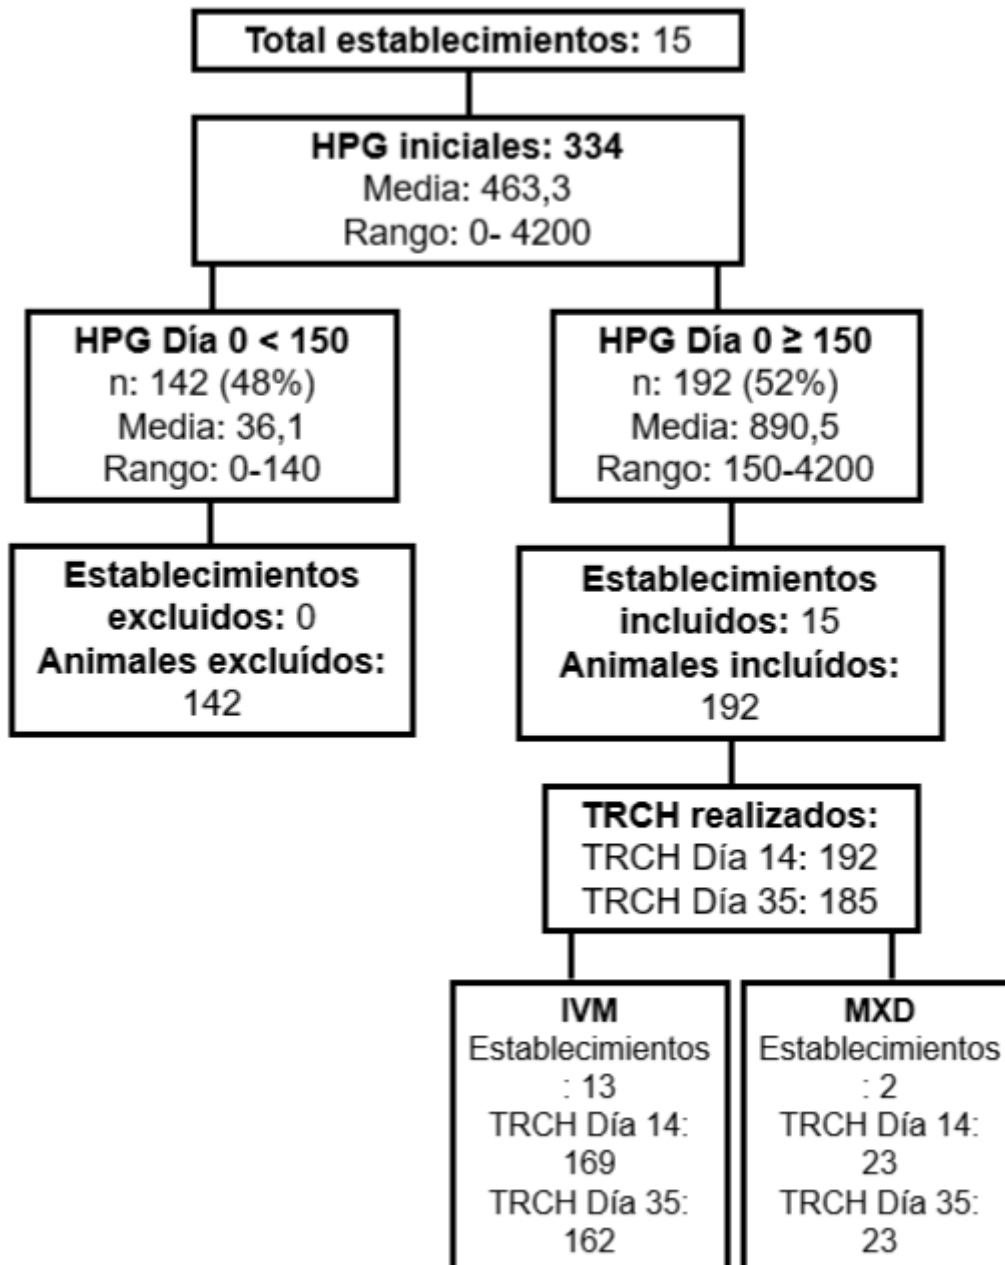 Total establecimientos: 15
HPG iniciales: 334
Media: 463,3
Rango: 0- 4200
HPG Día 0 < 150
n: 142 (48%)
Media: 36,1
Rango: 0-140
HPG Día 0 ≥ 150
n: 192 (52%)
Media: 890,5
Rango: 150-4200
Establecimientos
excluidos: 0
Animales excluídos:
142
Establecimientos
incluidos: 15
Animales incluídos:
192
TRCH realizados:
TRCH Día 14: 192
TRCH Día 35: 185
IVM
Establecimientos
: 13
TRCH Día 14:
169
TRCH Día 35:
162
MXD
Establecimientos
: 2
TRCH Día 14:
23
TRCH Día 35:
23